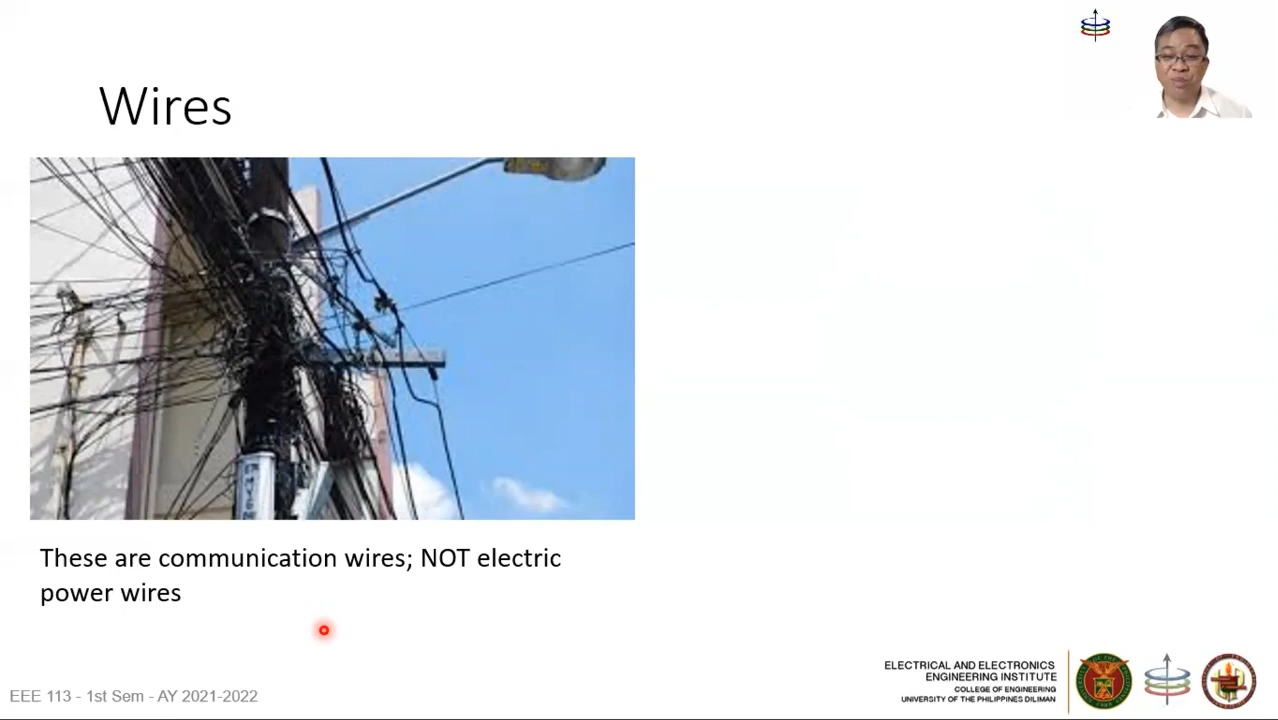 Wires
These are communication wires; NOT electric
power wires
ELECTRICAL AND ELECTRONICS
ENGINEERING INSTITUTE
COLLEGE OF ENGINEERING
UNIVERSITY OF THE PHILIPPINES DILIMAN
EEE 113 - 1st Sem - AY 2021-2022